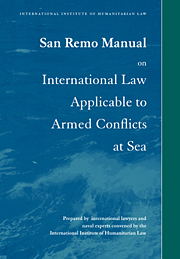 INTERNATIONAL INSTITUTE OF HUMANITARIAN LAW
San Remo Manual
on
International Law
Applicable to
Armed Conflicts
at Sea
Prepared by international lawyers and
naval experts convened by the
International Institute of Humanitarian Law